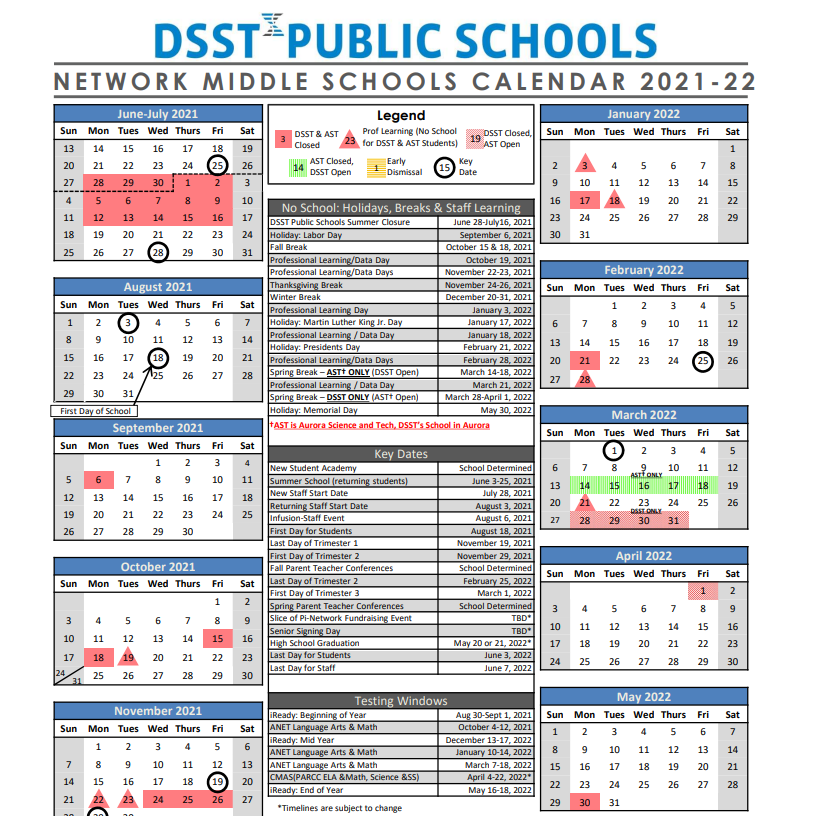 DSST PUBLIC SCHOOLS
NETWORK MIDDLE SCHOOLS CALENDAR 2021-22
June-July 2021
Sun Mon Tues Wed Thurs Fri Sat
13 14 15 16 17 18 19
20 21 22 23 24 25 26
27 28 29 30 1 2 3
4 5 6 7 8 9 10
11 12 13 14 15 16 17
18 19 20 21 22 23 24
25 26 27 28 29 30 31
August 2021
Sun Mon Tues Wed Thurs Fri Sat
1 2 3 4 5 6 7
8 9 10 11 12 13 14
15 16 17 18 19 20 21
22 23 24 25 26 27 28
29 30 31
First Day of School
September 2021
Sun Mon Tues Wed Thurs Fri Sat
1 2 3 4
5 6 7 8 9 10 11
12 13 14 15 16 17 18
19 20 21 22 23 24 25
26 27 28 29 30
October 2021
Sun Mon Tues Wed Thurs Fri Sat
1 2
3 4 5 6 7 8 9
10 11 12 13 14 15 16
17 18 19 20 21 22 23
24 31 25 26 27 28 29 30
November 2021
Sun Mon Tues Wed Thurs Fri Sat
1 2 3 4 5 6
7 8 9 10 11 12 13
14 15 16 17 18 19 20
21 22 23 24 25 26 27
Legend
3 DSST & AST Closed
23 Prof Learning (No School for DSST & AST Students)
19 DSST Closed, AST Open
14 AST Closed, DSST Open
1 Early Dismissal
15 Key Date
No School: Holidays, Breaks & Staff Learning
DSST Public Schools Summer Closure June 28-July16, 2021
Holiday: Labor Day September 6, 2021
Fall Break October 15 & 18, 2021
Professional Learning/Data Day October 19, 2021
Professional Learning/Data Days November 22-23, 2021
Thanksgiving Break November 24-26, 2021
Winter Break December 20-31, 2021
Professional Learning Day January 3, 2022
Holiday: Martin Luther King Jr. Day January 17, 2022
Professional Learning / Data Day January 18, 2022
Holiday: Presidents Day February 21, 2022
Professional Learning/Data Days February 28, 2022
Spring Break – AST† ONLY (DSST Open) March 14-18, 2022
Professional Learning / Data Day March 21, 2022
Spring Break – DSST ONLY (AST† Open) March 28-April 1, 2022
Holiday: Memorial Day May 30, 2022
†AST is Aurora Science and Tech, DSST's School in Aurora
Key Dates
New Student Academy School Determined
Summer School (returning students) June 3-25, 2021
New Staff Start Date July 28, 2021
Returning Staff Start Date August 3, 2021
Infusion-Staff Event August 6, 2021
First Day for Students August 18, 2021
Last Day of Trimester 1 November 19, 2021
First Day of Trimester 2 November 29, 2021
Fall Parent Teacher Conferences School Determined
Last Day of Trimester 2 February 25, 2022
First Day of Trimester 3 March 1, 2022
Spring Parent Teacher Conferences School Determined
Slice of Pi-Network Fundraising Event TBD*
Senior Signing Day TBD*
High School Graduation May 20 or 21, 2022*
Last Day for Students June 3, 2022
Last Day for Staff June 7, 2022
Testing Windows
iReady: Beginning of Year Aug 30-Sept 1, 2021
ANET Language Arts & Math October 4-12, 2021
iReady: Mid Year December 13-17, 2022
ANET Language Arts & Math January 10-14, 2022
ANET Language Arts & Math March 7-18, 2022
CMAS(PARCC ELA &Math, Science &SS) April 4-22, 2022*
iReady: End of Year May 16-18, 2022
*Timelines are subject to change
January 2022
Sun Mon Tues Wed Thurs Fri Sat
1
2 3 4 5 6 7 8
9 10 11 12 13 14 15
16 17 18 19 20 21 22
23 24 25 26 27 28 29
30 31
February 2022
Sun Mon Tues Wed Thurs Fri Sat
1 2 3 4 5
6 7 8 9 10 11 12
13 14 15 16 17 18 19
20 21 22 23 24 25 26
27 28
March 2022
Sun Mon Tues Wed Thurs Fri Sat
1 2 3 4 5
6 7 8 9 10 11 12
AST† ONLY
13 14 15 16 17 18 19
20 21 22 23 24 25 26
DSST ONLY
27 28 29 30 31
April 2022
Sun Mon Tues Wed Thurs Fri Sat
1 2
3 4 5 6 7 8 9
10 11 12 13 14 15 16
17 18 19 20 21 22 23
24 25 26 27 28 29 30
May 2022
Sun Mon Tues Wed Thurs Fri Sat
1 2 3 4 5 6 7
8 9 10 11 12 13 14
15 16 17 18 19 20 21
22 23 24 25 26 27 28
29 30 31